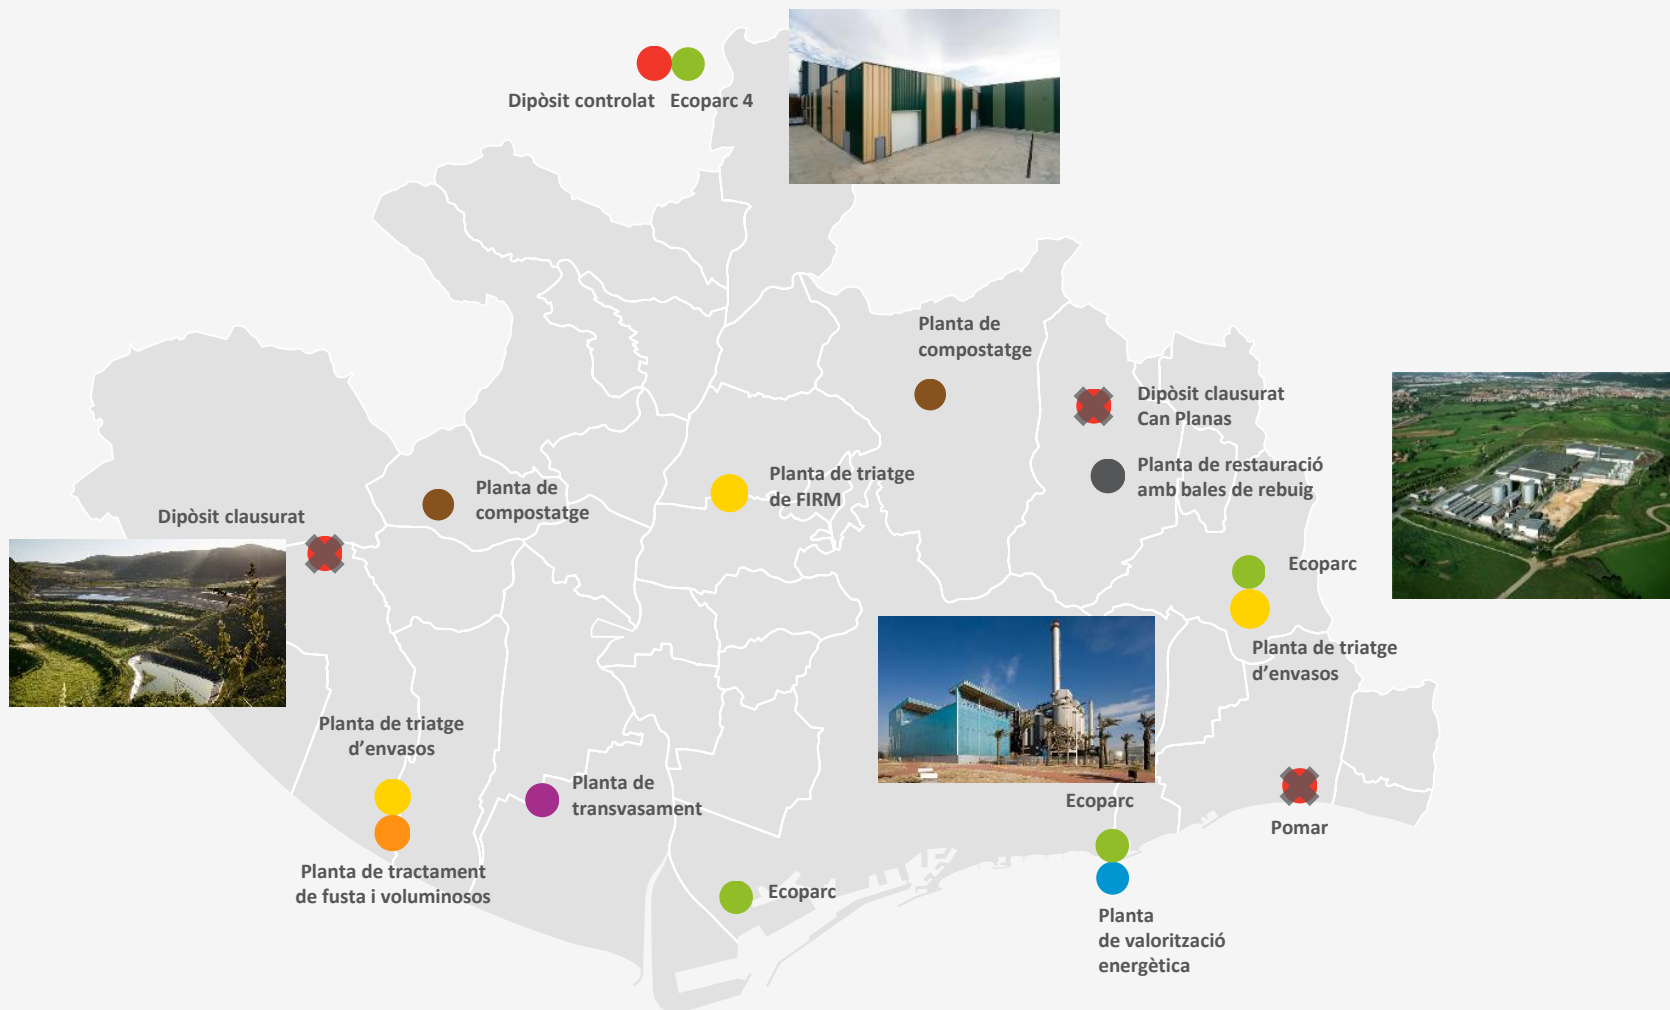 Dipòsit controlat
Ecoparc 4
Planta de
compostatge
Dipòsit clausurat
Can Planas
Planta de restauració
amb bales de rebuig
Planta de triatge
de FIRM
Planta de
compostatge
Dipòsit clausurat
Ecoparc
Planta de triatge
d’envasos
Planta de triatge
d’envasos
Planta de
transvasament
Ecoparc
Pomar
Planta de tractament
de fusta i voluminosos
Ecoparc
Planta
de valorització
energètica